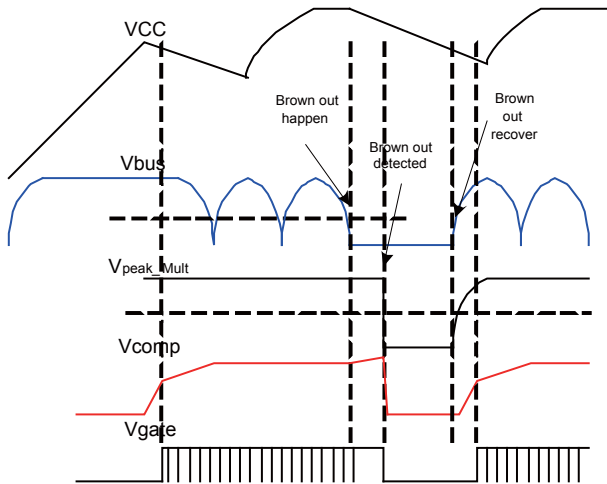 VCC
Brown out
happen
Brown
out
recover
Brown out
detected
Vbus
Vpeak_Mult
Vcomp
Vgate